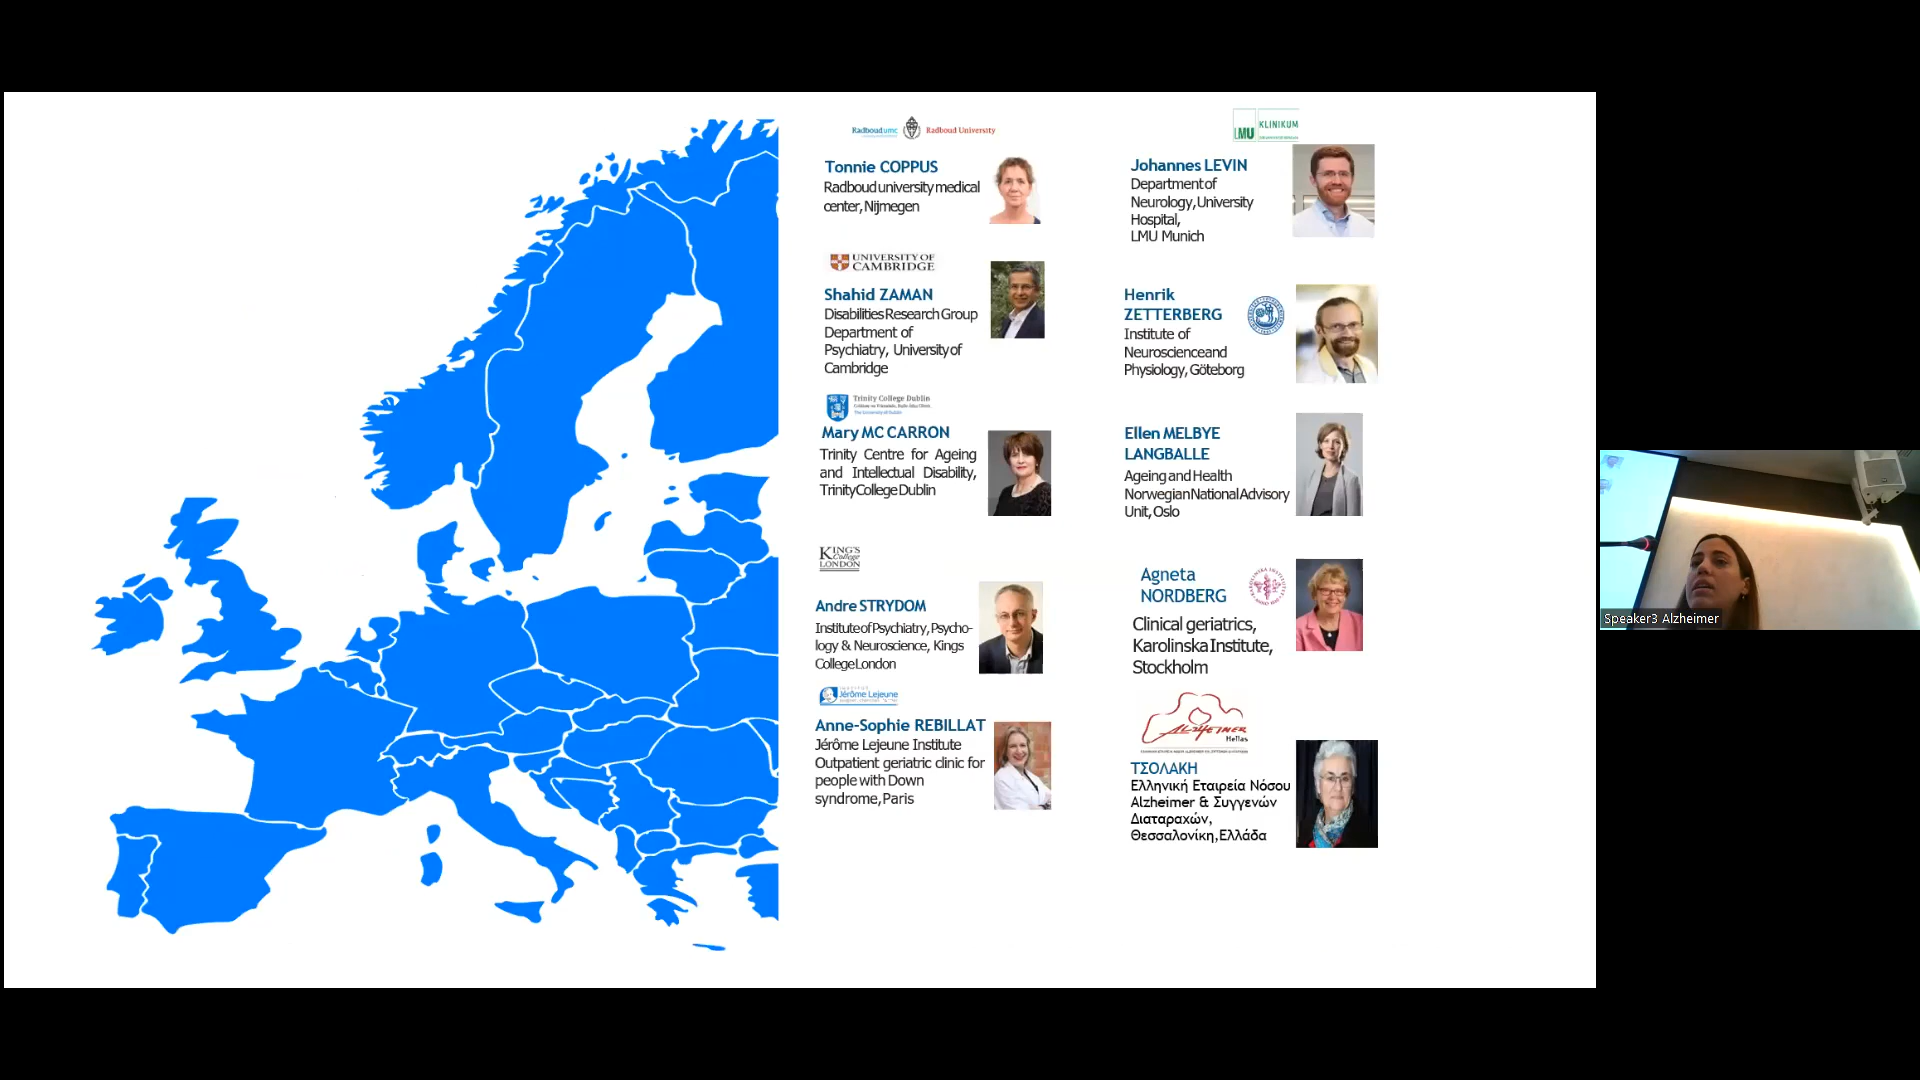 Radboudumc Radboud University
Tonnie COPPUS
Radboud university medical
center, Nijmegen
UNIVERSITY OF
CAMBRIDGE
Shahid ZAMAN
Disabilities Research Group
Department of
Psychiatry, University of
Cambridge
Trinity College Dublin
The University of Dublin
Mary MC CARRON
Trinity Centre for Ageing
and Intellectual Disability,
Trinity College Dublin
KING'S
College
LONDON
Andre STRYDOM
Institute of Psychiatry, Psycho-
logy & Neuroscience, Kings
College London
INSTITUT
Jérôme Lejeune
Anne-Sophie REBILLAT
Jérôme Lejeune Institute
Outpatient geriatric clinic for
people with Down
syndrome, Paris
LMU KLINIKUM
Johannes LEVIN
Department of
Neurology, University
Hospital,
LMU Munich
Henrik
ZETTERBERG
Institute of
Neuroscience and
Physiology, Göteborg
Ellen MELBYE
LANGBALLE
Ageing and Health
Norwegian National Advisory
Unit, Oslo
Agneta
NORDBERG
Clinical geriatrics,
Karolinska Institute,
Stockholm
ALZHEIMER
Hellas
ΤΣΟΛΑΚΗ
Ελληνική Εταιρεία Νόσου
Alzheimer & Συγγενών
Διαταραχών,
Θεσσαλονίκη, Ελλάδα
Speaker3 Alzheimer